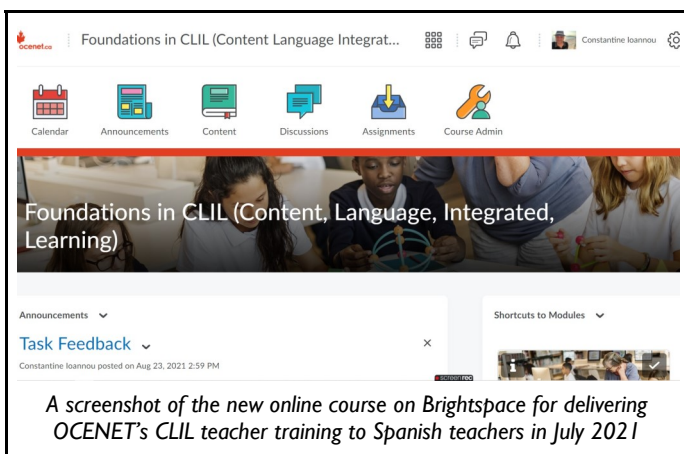 ocenet.ca
Foundations in CLIL (Content Language Integrat...
Constantine Ioannou
Calendar
Announcements
Content
Discussions
Assignments
Course Admin
Foundations in CLIL (Content, Language, Integrated,
Learning)
Announcements
Task Feedback
Constantine Ioannou posted on Aug 23, 2021 2:59 PM
Shortcuts to Modules
screenrec
A screenshot of the new online course on Brightspace for delivering
OCENET's CLIL teacher training to Spanish teachers in July 2021